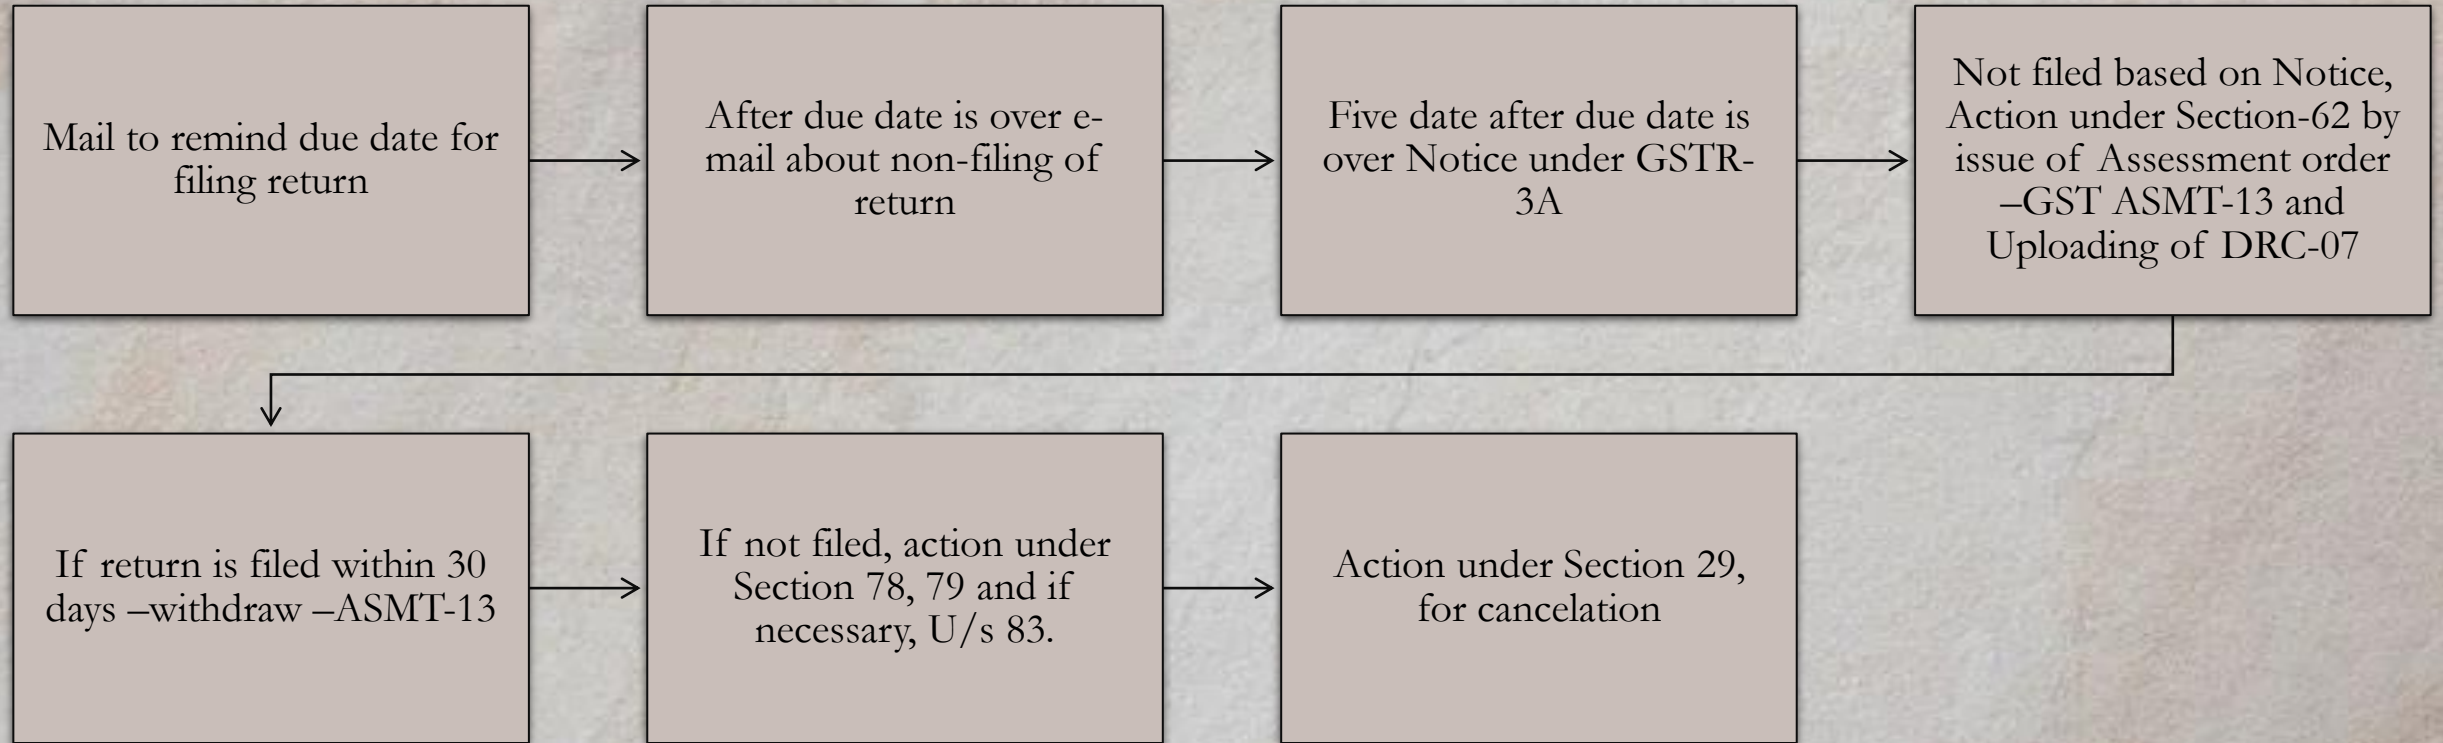 Mail to remind due date for
filing return
After due date is over e-
mail about non-filing of
return
Five date after due date is
over Notice under GSTR-
3A
Not filed based on Notice,
Action under Section-62 by
issue of Assessment order
–GST ASMT-13 and
Uploading of DRC-07
If return is filed within 30
days –withdraw –ASMT-13
If not filed, action under
Section 78, 79 and if
necessary, U/s 83.
Action under Section 29,
for cancelation